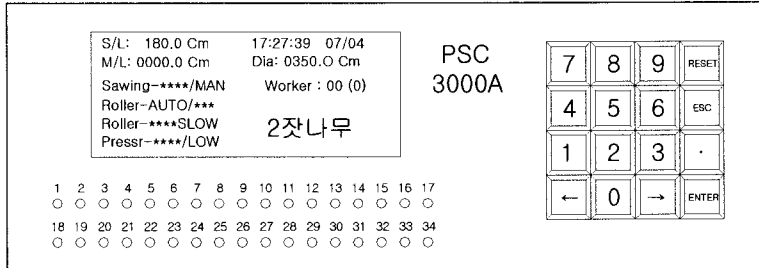 S/L: 180.0 Cm 17:27:39 07/04
M/L: 0000.0 Cm Dia: 0350.O Cm
Sawing-****/MAN Worker : 00 (0)
Roller-AUTO/***
Roller-****SLOW
Pressr-****/LOW
2잣나무
PSC
3000A
7 8 9 RESET
4 5 6 ESC
1 2 3 .
← 0 → ENTER
1 2 3 4 5 6 7 8 9 10 11 12 13 14 15 16 17
18 19 20 21 22 23 24 25 26 27 28 29 30 31 32 33 34